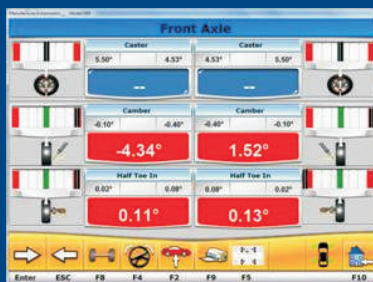 Front Axle
Caster Caster
5.50° 4.53° 4.53° 5.50°
-- --
Camber Camber
-0.10° -0.40° -0.40° -0.10°
-4.34° 1.52°
Half Toe In Half Toe In
0.02° 0.08° 0.08° 0.02°
0.11° 0.13°
Enter ESC F8 F4 F2 F9 F5 F10